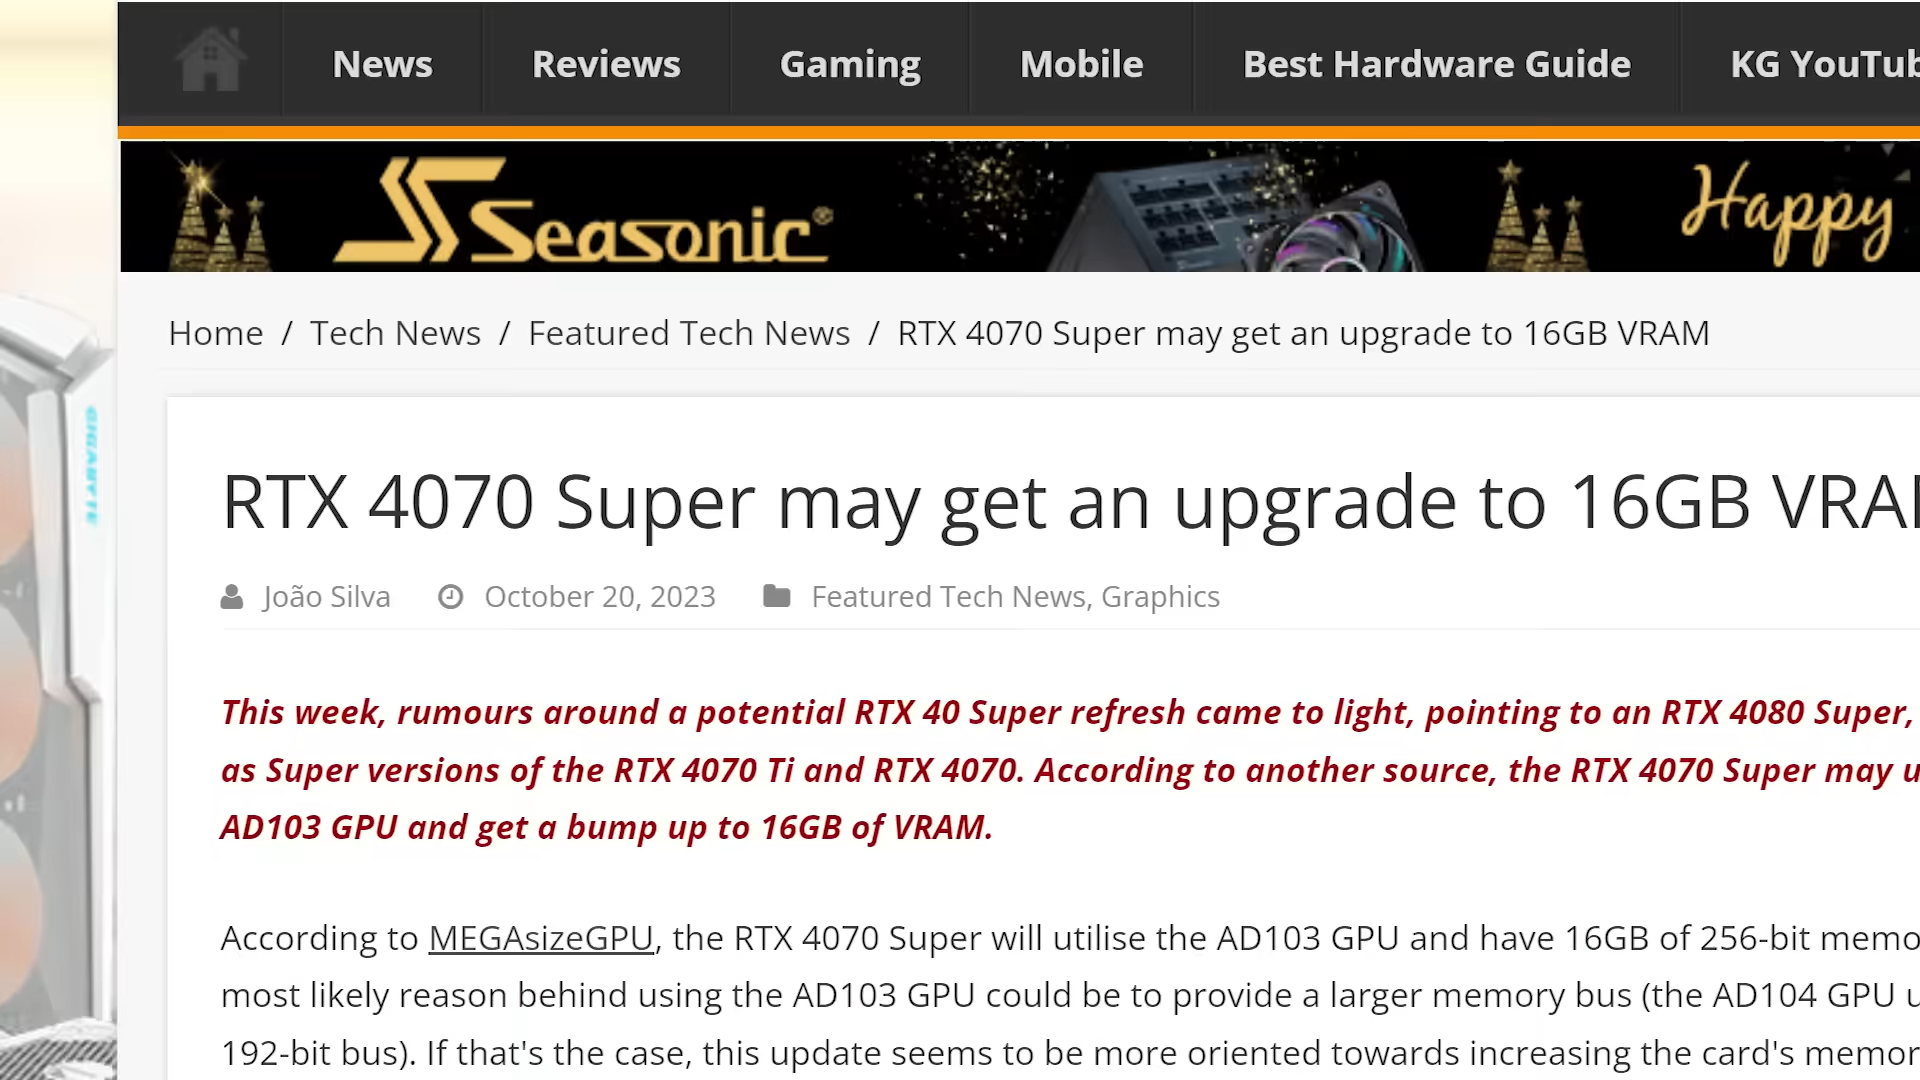 News Reviews Gaming Mobile Best Hardware Guide KG YouTub
Seasonic® Happy
Home / Tech News / Featured Tech News / RTX 4070 Super may get an upgrade to 16GB VRAM
GIGABYTE
RTX 4070 Super may get an upgrade to 16GB VRAM
João Silva October 20, 2023 Featured Tech News, Graphics
This week, rumours around a potential RTX 40 Super refresh came to light, pointing to an RTX 4080 Super,
as Super versions of the RTX 4070 Ti and RTX 4070. According to another source, the RTX 4070 Super may u
AD103 GPU and get a bump up to 16GB of VRAM.
According to MEGAsizeGPU, the RTX 4070 Super will utilise the AD103 GPU and have 16GB of 256-bit memo
most likely reason behind using the AD103 GPU could be to provide a larger memory bus (the AD104 GPU u
192-bit bus). If that's the case, this update seems to be more oriented towards increasing the card's memor